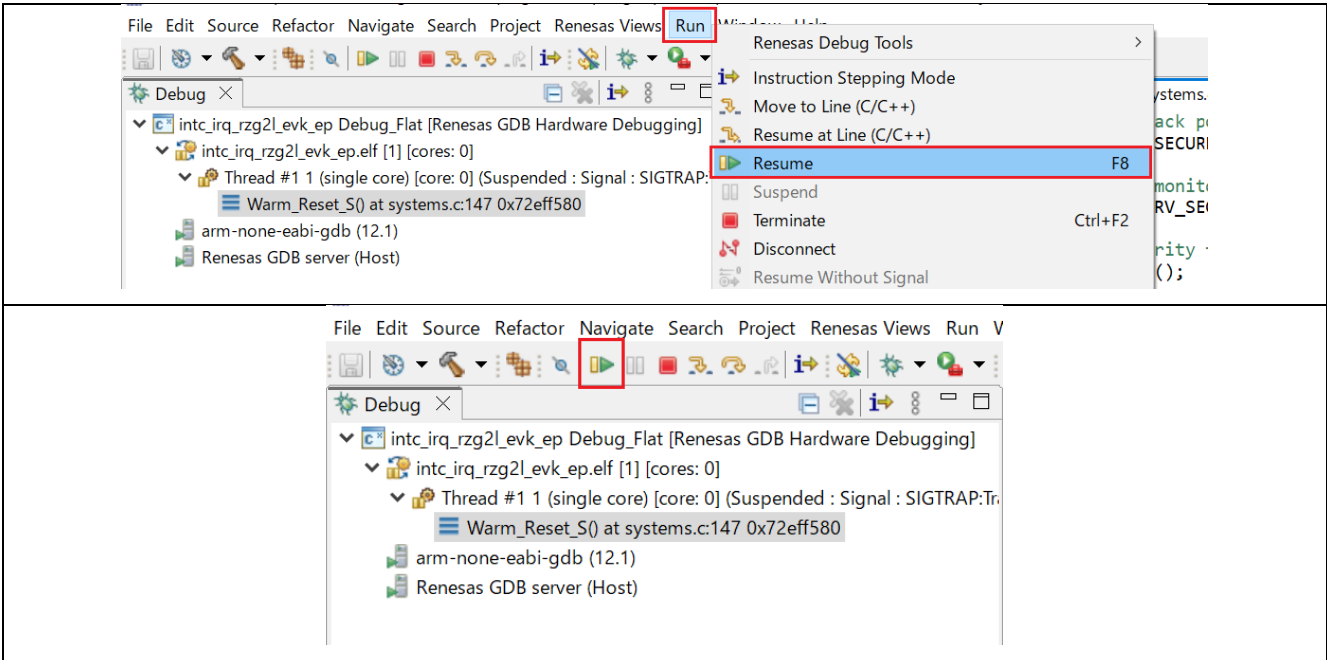 File Edit Source Refactor Navigate Search Project Renesas Views Run Window Help
Renesas Debug Tools
Debug
Instruction Stepping Mode
intc_irq_rzg2l_evk_ep Debug_Flat [Renesas GDB Hardware Debugging]
Move to Line (C/C++)
intc_irq_rzg2l_evk_ep.elf [1] [cores: 0]
Resume at Line (C/C++)
Thread #1 1 (single core) [core: 0] (Suspended : Signal : SIGTRAP:
Resume F8
Warm_Reset_S() at systems.c:147 0x72eff580
Suspend
arm-none-eabi-gdb (12.1)
Terminate Ctrl+F2
Renesas GDB server (Host)
Disconnect
Resume Without Signal
ystems.
ack p
SECUR
monito
RV_SE
rity
();
File Edit Source Refactor Navigate Search Project Renesas Views Run
Debug
intc_irq_rzg2l_evk_ep Debug_Flat [Renesas GDB Hardware Debugging]
intc_irq_rzg2l_evk_ep.elf [1] [cores: 0]
Thread #1 1 (single core) [core: 0] (Suspended : Signal : SIGTRAP:Tr
Warm_Reset_S() at systems.c:147 0x72eff580
arm-none-eabi-gdb (12.1)
Renesas GDB server (Host)